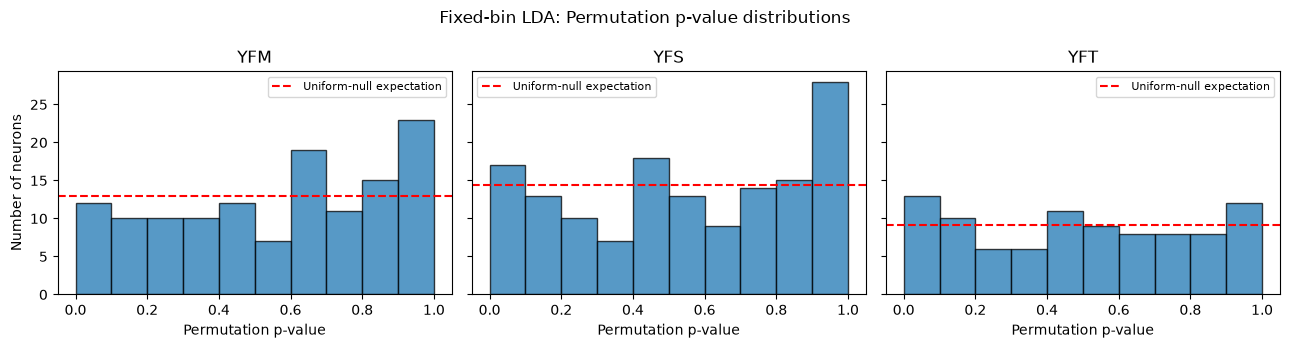 Fixed-bin LDA: Permutation p-value distributions
YFM
YFS
YFT
Uniform-null expectation
Uniform-null expectation
Uniform-null expectation
Number of neurons
25
20
15
10
5
0
0.0 0.2 0.4 0.6 0.8 1.0
0.0 0.2 0.4 0.6 0.8 1.0
0.0 0.2 0.4 0.6 0.8 1.0
Permutation p-value
Permutation p-value
Permutation p-value